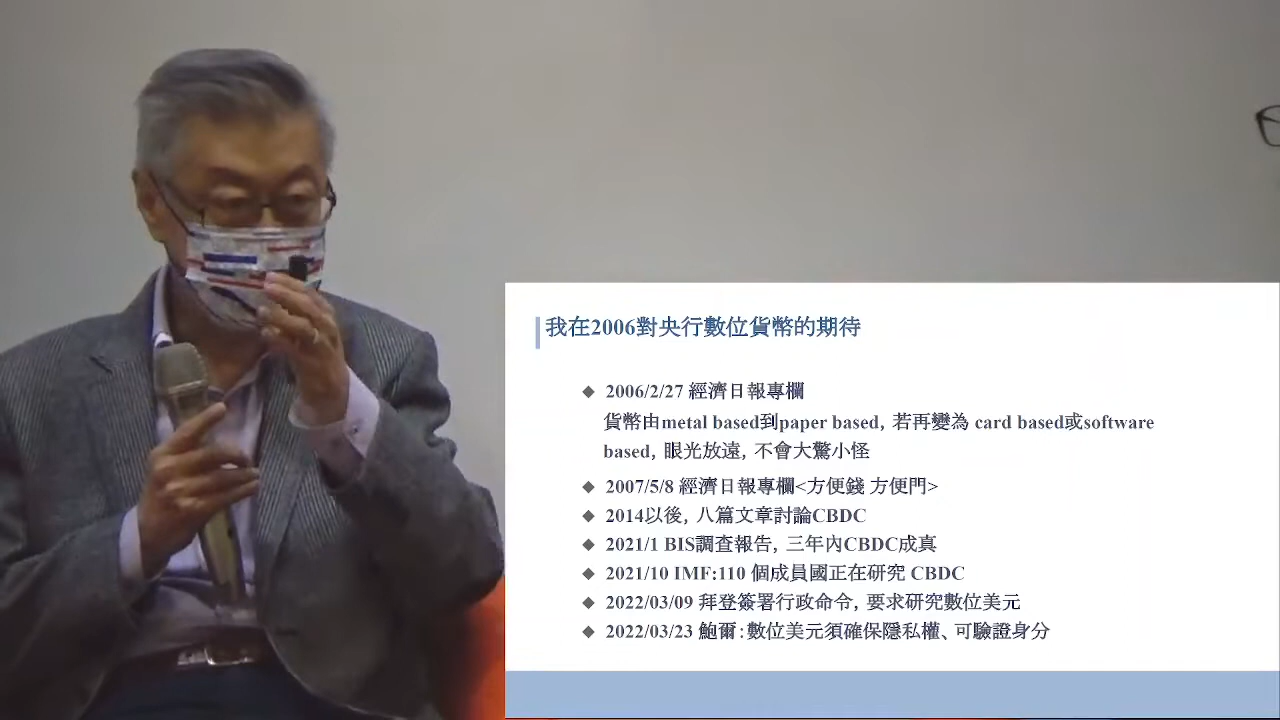 我在2006對央行數位貨幣的期待
◆ 2006/2/27 經濟日報專欄
貨幣由metal based到paper based, 若再變為 card based或software
based, 眼光放遠, 不會大驚小怪
◆ 2007/5/8 經濟日報專欄<方便錢 方便門>
◆ 2014以後, 八篇文章討論CBDC
◆ 2021/1 BIS調查報告, 三年內CBDC成真
◆ 2021/10 IMF:110 個成員國正在研究 CBDC
◆ 2022/03/09 拜登簽署行政命令, 要求研究數位美元
◆ 2022/03/23 鮑爾:數位美元須確保隱私權、可驗證身分